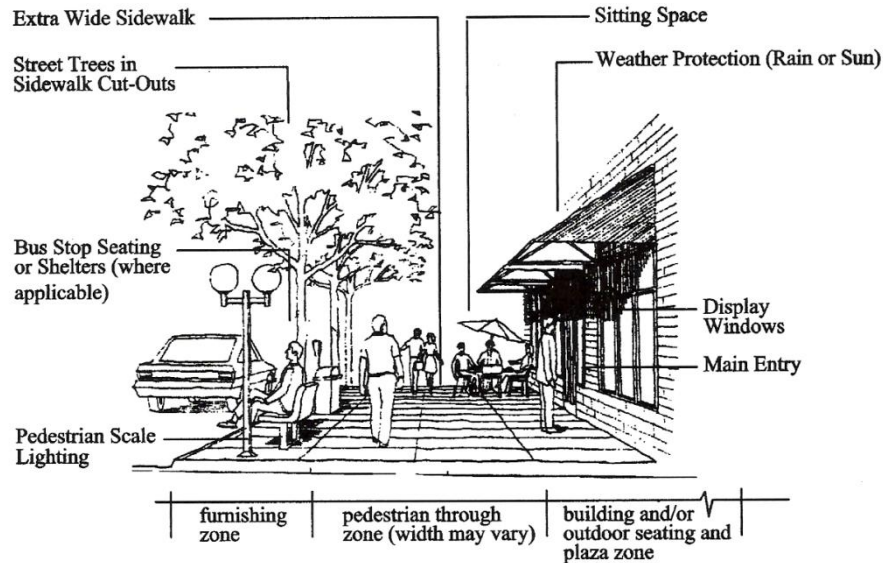 Extra Wide Sidewalk
Sitting Space
Street Trees in
Sidewalk Cut-Outs
Weather Protection (Rain or Sun)
Bus Stop Seating
or Shelters (where
applicable)
Display
Windows
Main Entry
Pedestrian Scale
Lighting
furnishing
zone
pedestrian through
zone (width may vary)
building and/or
outdoor seating and
plaza zone